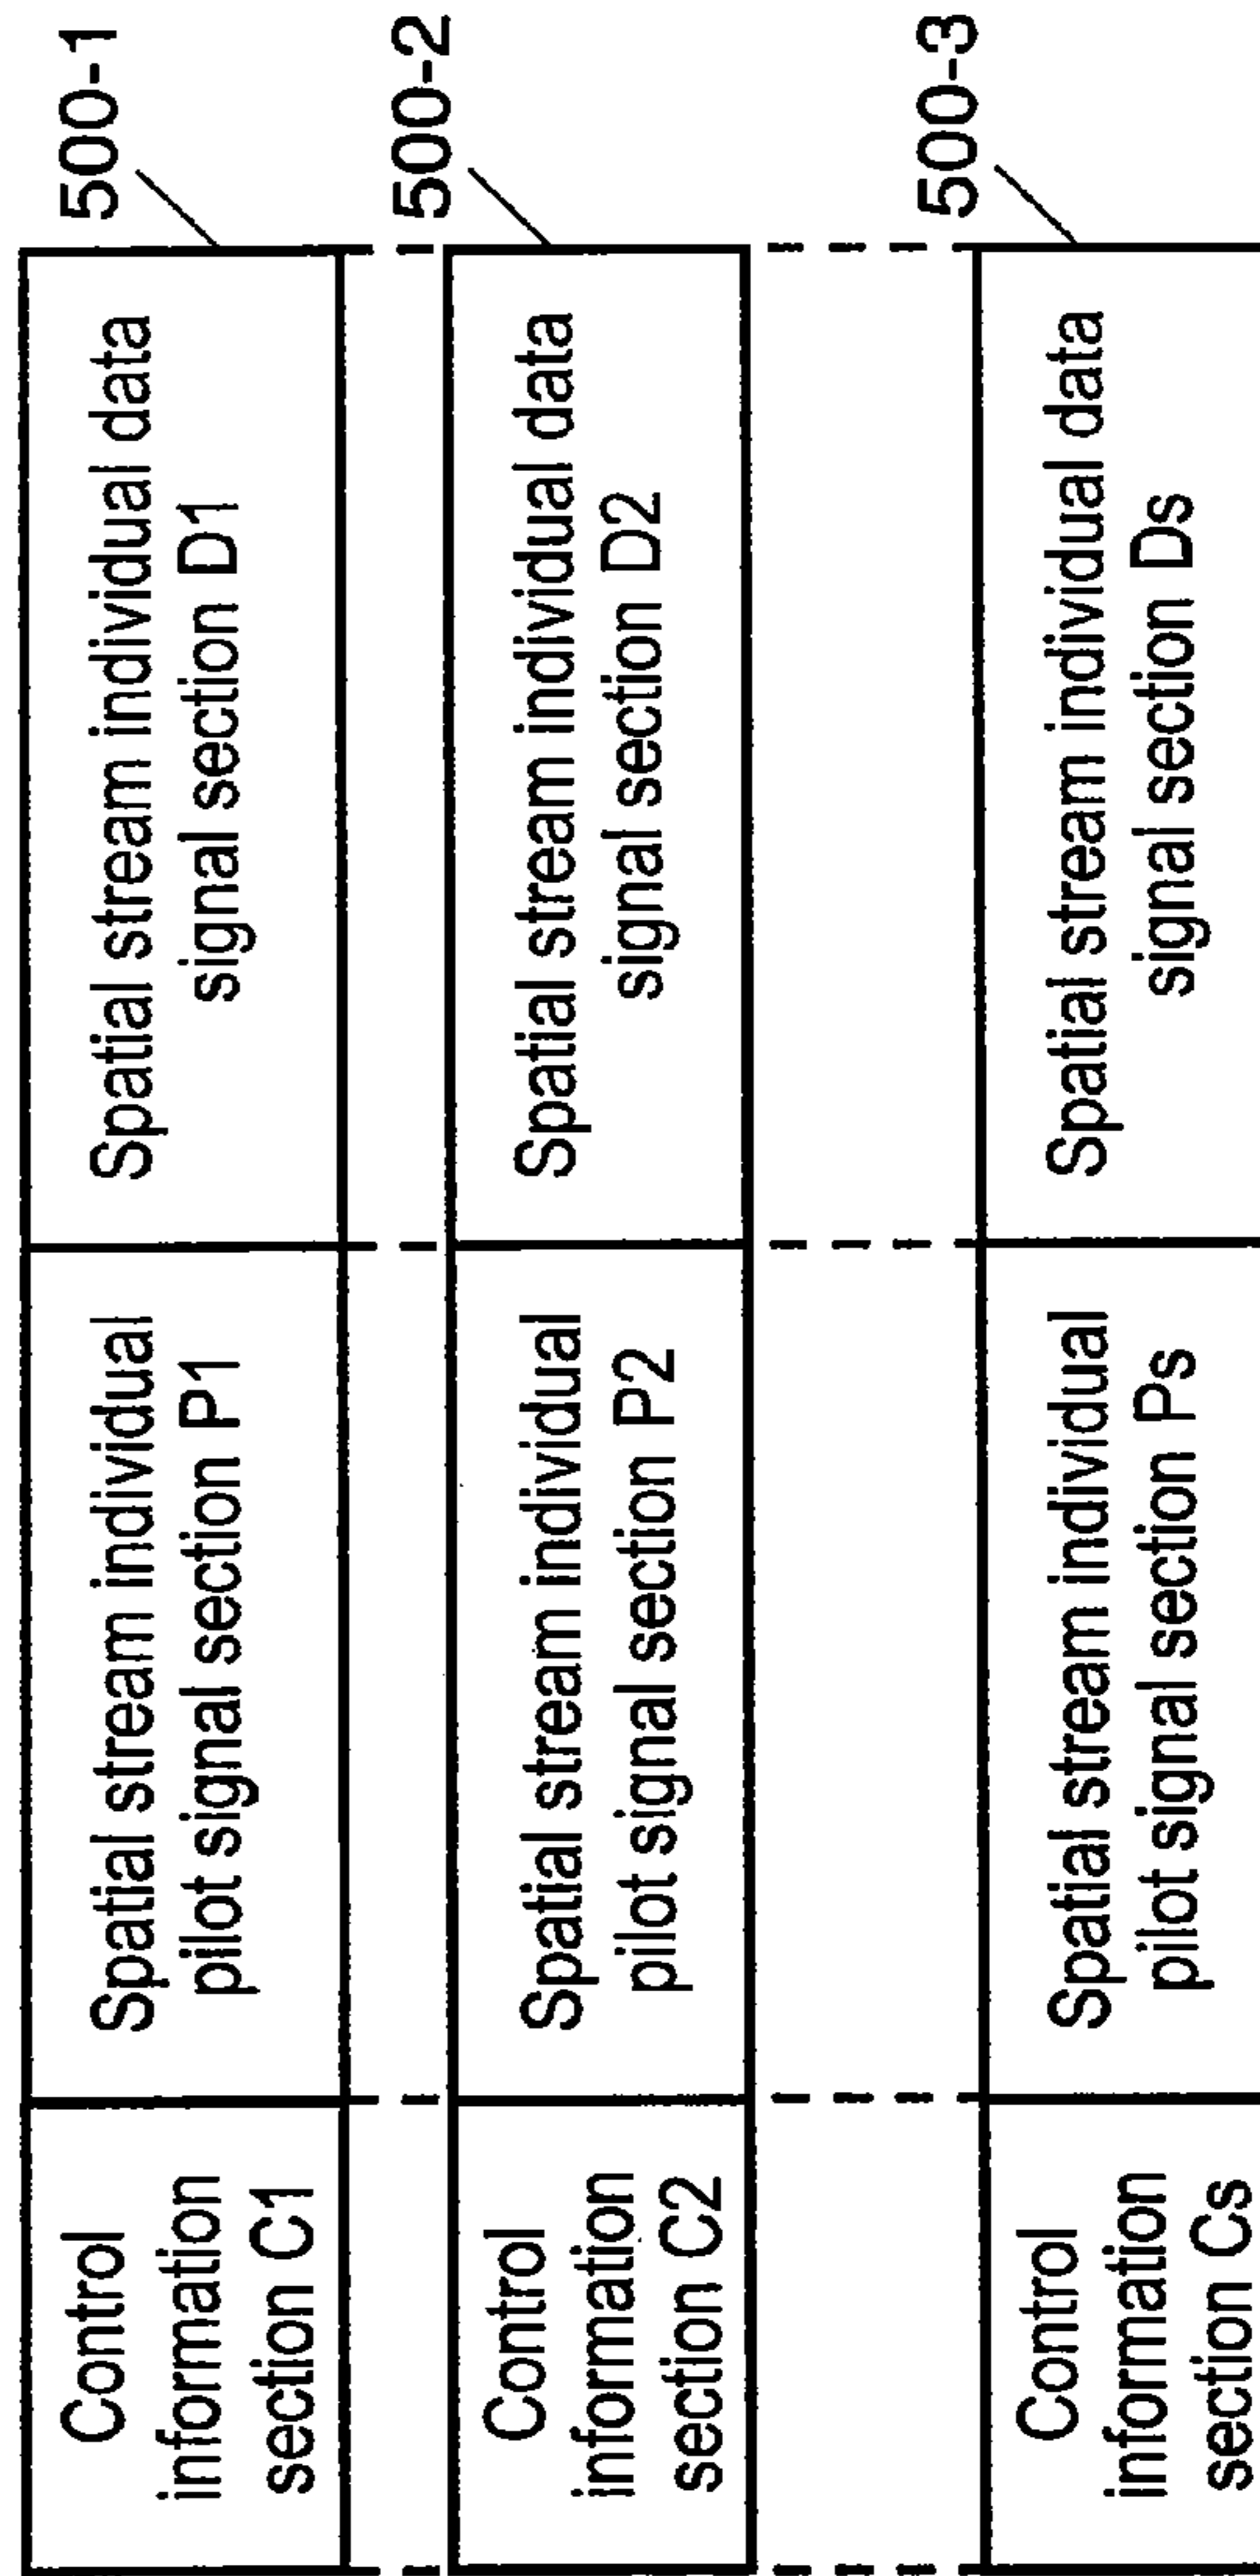 Control
information
section C1
Spatial stream individual
pilot signal section P1
Spatial stream individual data
signal section D1
500-1
Control
information
section C2
Spatial stream individual
pilot signal section P2
Spatial stream individual data
signal section D2
500-2
Control
information
section Cs
Spatial stream individual
pilot signal section Ps
Spatial stream individual data
signal section Ds
500-3